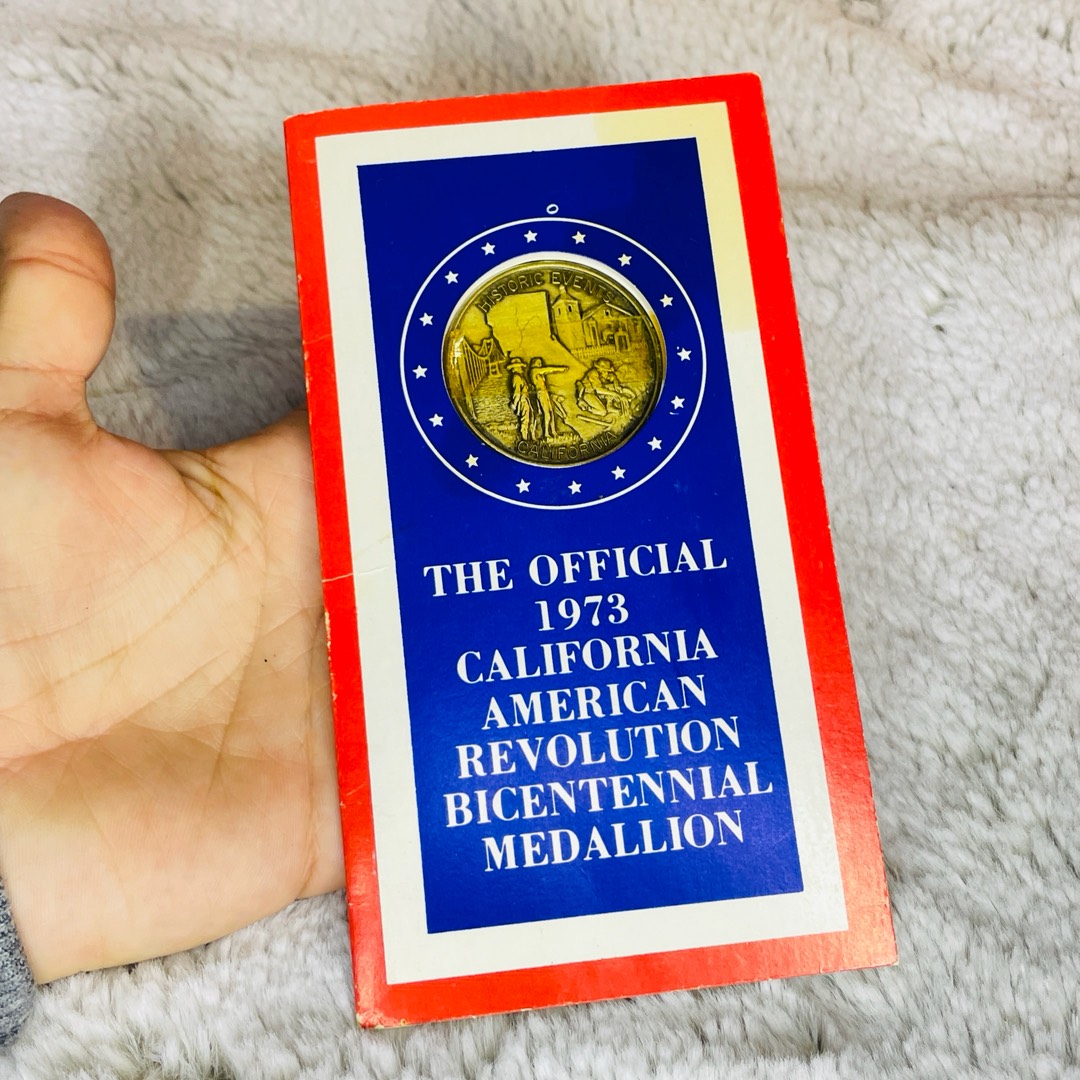 HISTORIC EVENTS
CALIFORNIA
THE OFFICIAL
1973
CALIFORNIA
AMERICAN
REVOLUTION
BICENTENNIAL
MEDALLION